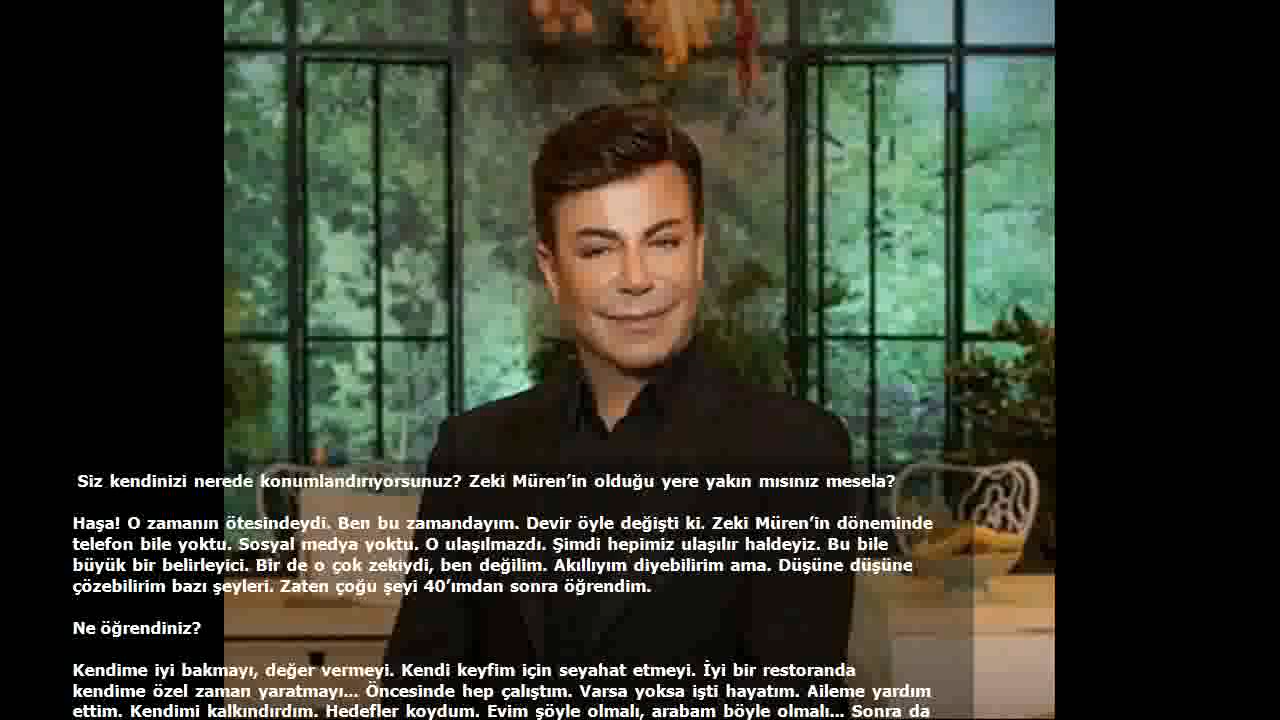 Siz kendinizi nerede konumlandırıyorsunuz? Zeki Müren’in olduğu yere yakın mısınız mesela?
Haşa! O zamanın ötesindeydi. Ben bu zamandayım. Devir öyle değişti ki. Zeki Müren’in döneminde
telefon bile yoktu. Sosyal medya yoktu. O ulaşılmazdı. Şimdi hepimiz ulaşılır haldeyiz. Bu bile
büyük bir belirleyici. Bir de o çok zekiydi, ben değilim. Akıllıyım diyebilirim ama. Düşüne düşüne
çözebilirim bazı şeyleri. Zaten çoğu şeyi 40’ımdan sonra öğrendim.
Ne öğrendiniz?
Kendime iyi bakmayı, değer vermeyi. Kendi keyfim için seyahat etmeyi. İyi bir restoranda
kendime özel zaman yaratmayı... Öncesinde hep çalıştım. Varsa yoksa işti hayatım. Aileme yardım
ettim. Kendimi kalkındırdım. Hedefler koydum. Evim şöyle olmalı, arabam böyle olmalı... Sonra da